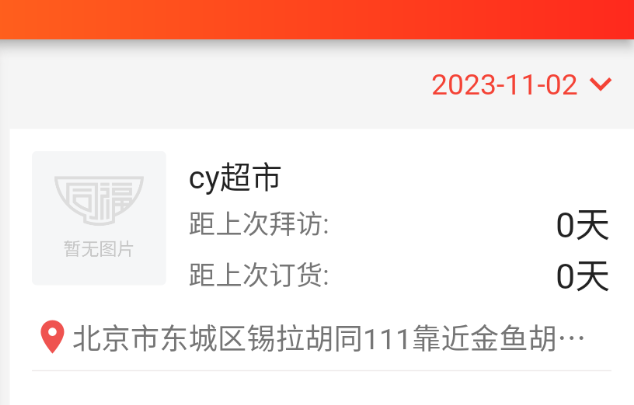 2023-11-02
同福
暂无图片
cy超市
距上次拜访:
0天
距上次订货:
0天
北京市东城区锡拉胡同111靠近金鱼胡…